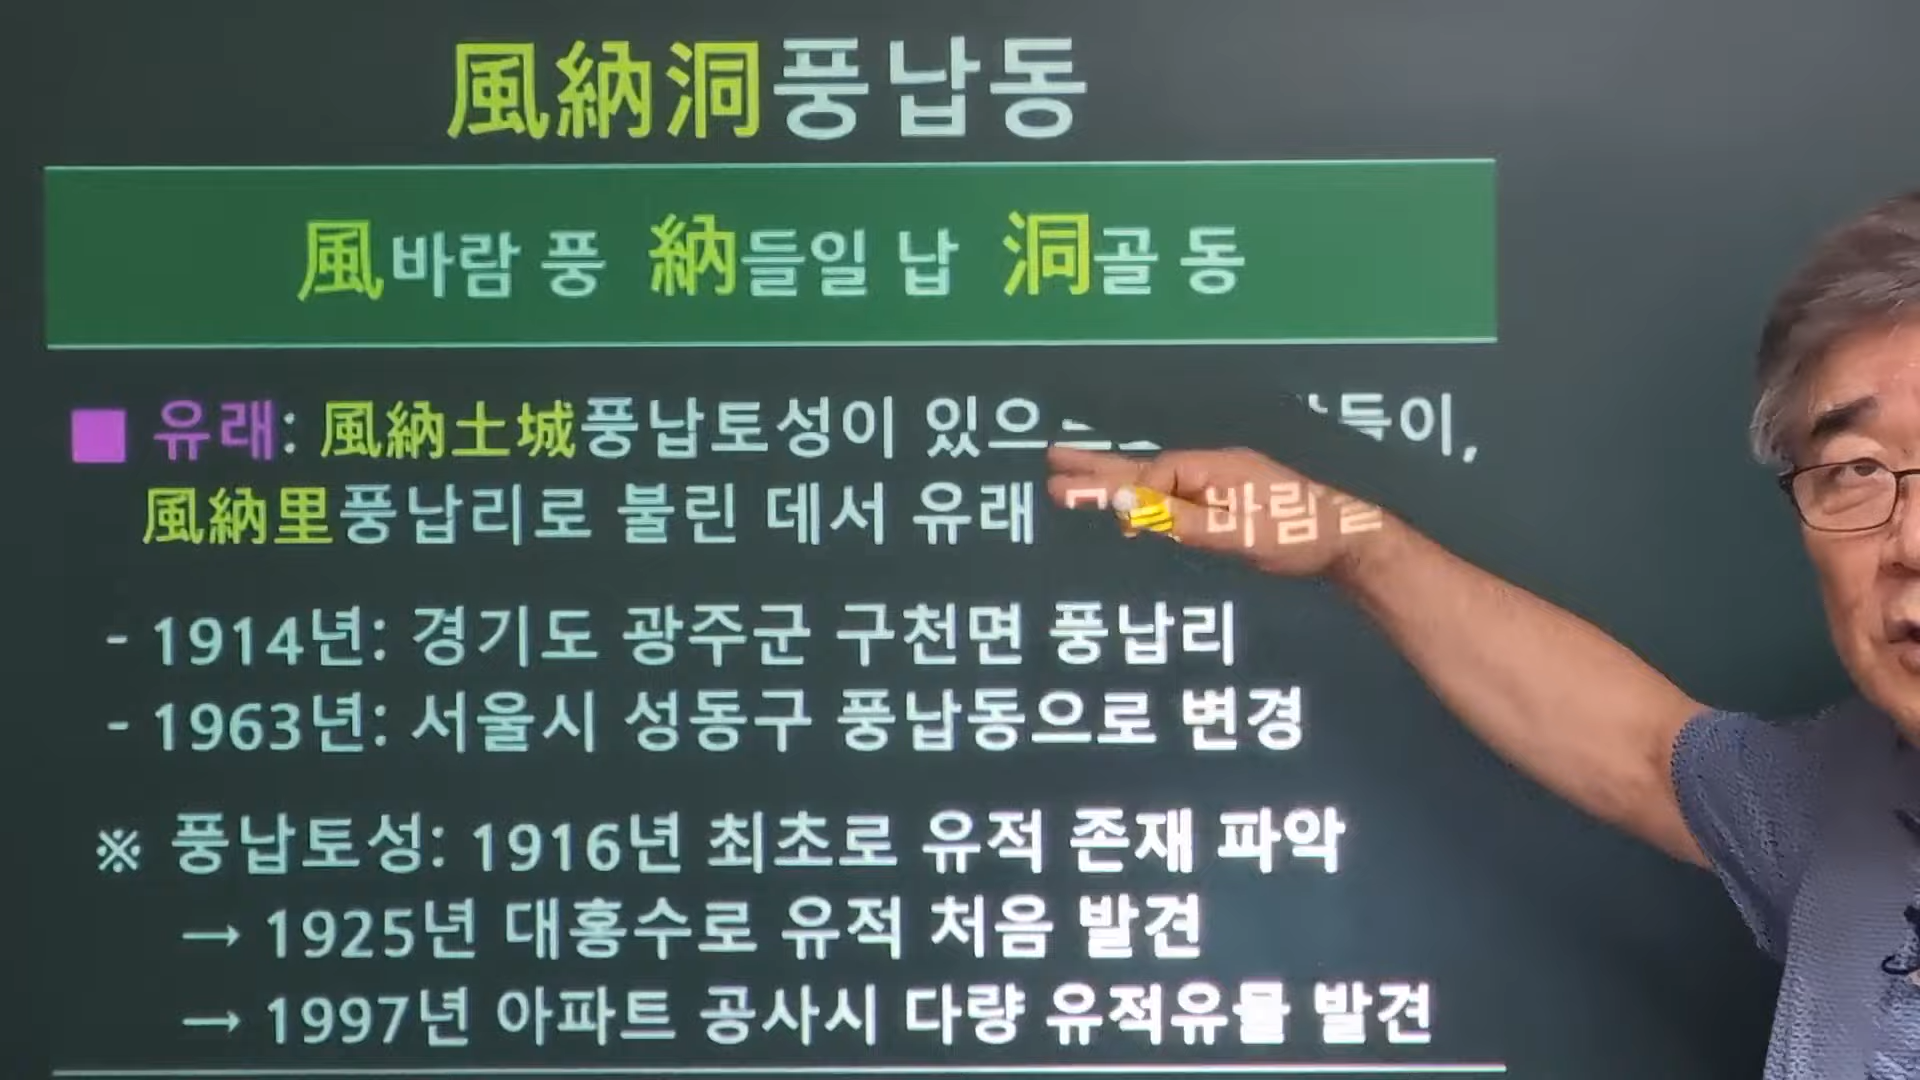 風納洞풍납동
風바람 풍 納들일 납 洞골 동
■ 유래: 風納土城풍납토성이 있으
風納里풍납리로 불린 데서 유래
- 1914년: 경기도 광주군 구천면 풍납리
- 1963년: 서울시 성동구 풍납동으로 변경
※ 풍납토성: 1916년 최초로 유적 존재 파악
→ 1925년 대홍수로 유적 처음 발견
→ 1997년 아파트 공사시 다량 유적유물 발견